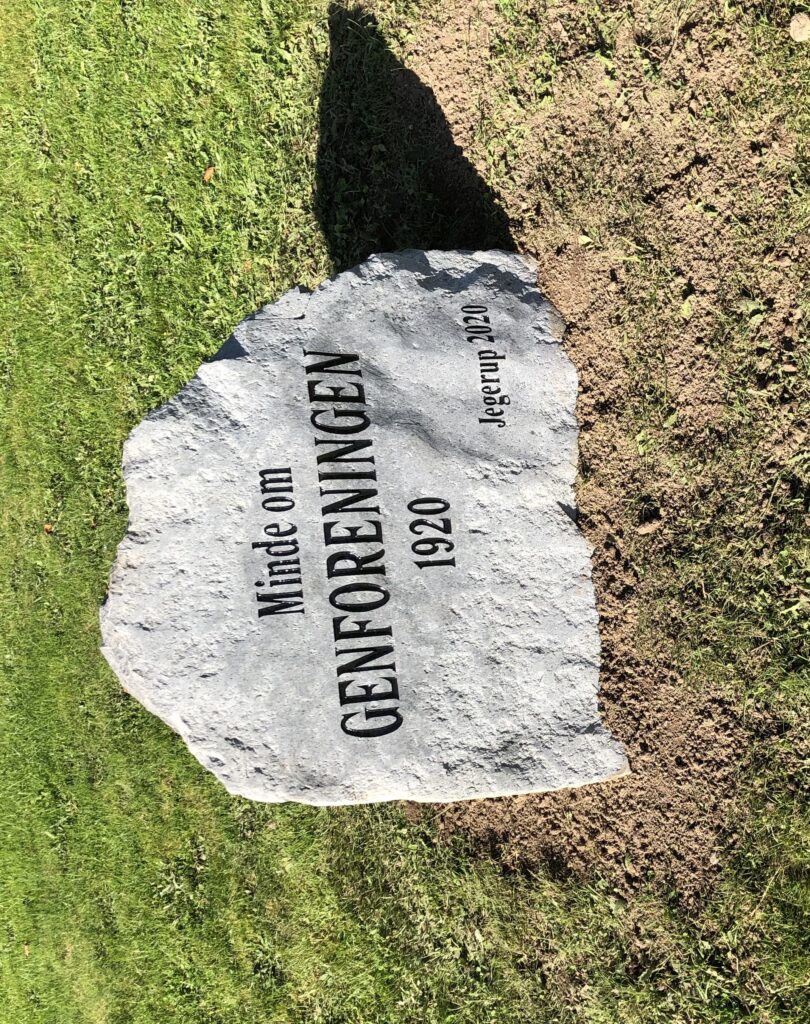 Minde om
GENFORENINGEN
1920
Jegerup 2020